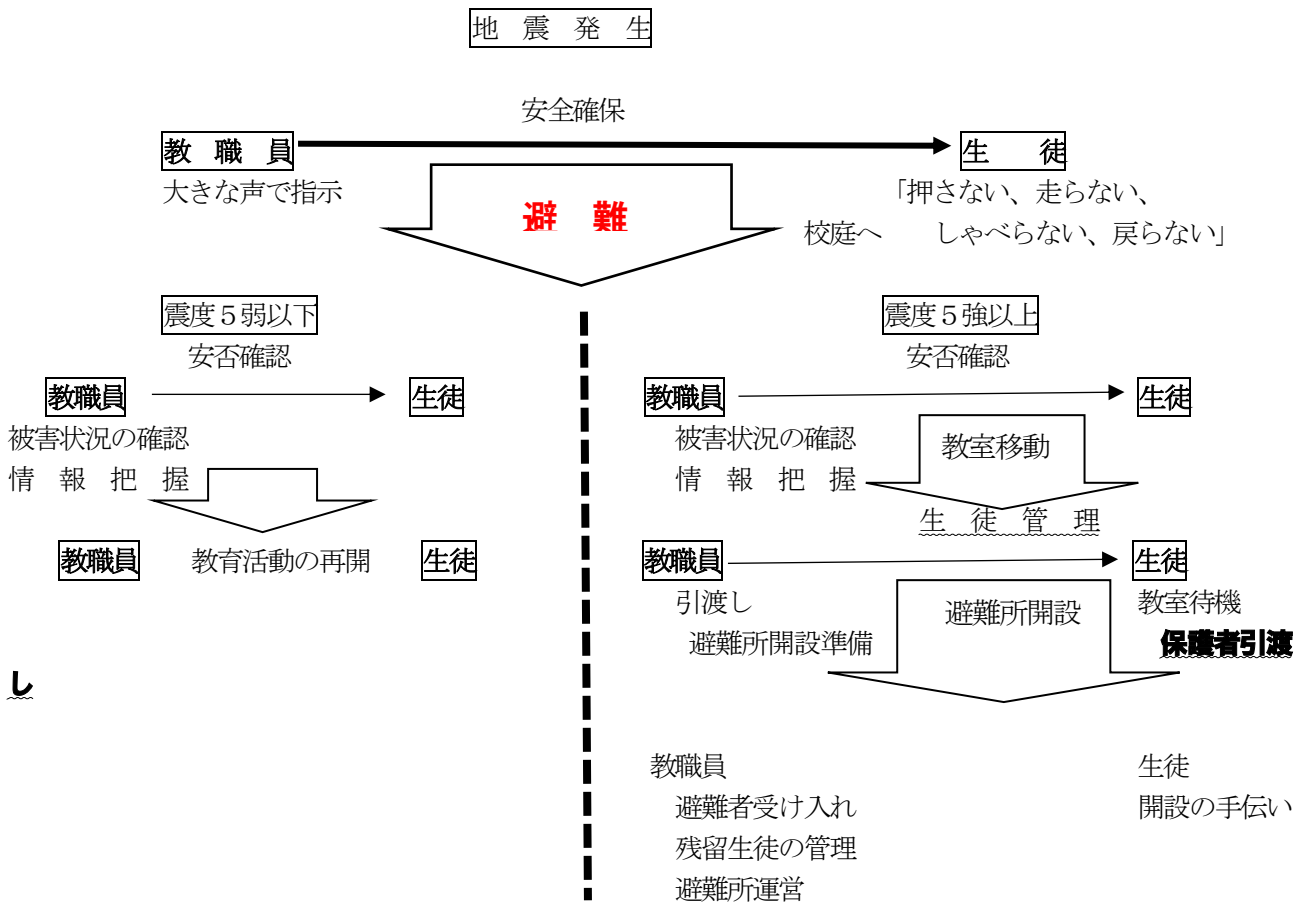 地　震　発　生
安全確保
教　職　員
生　　徒
大きな声で指示
「押さない、走らない、
避　難
校庭へ　　しゃべらない、戻らない」
震度５弱以下
安否確認
教職員
生徒
被害状況の確認
情　報　把　握
教職員　　教育活動の再開　　生徒
震度５強以上
安否確認
教職員
生徒
被害状況の確認
情　報　把　握
教室移動
生　徒　管　理
教職員
生徒
引渡し
避難所開設準備
避難所開設
教室待機
保護者引渡
し
教職員
避難者受け入れ
残留生徒の管理
避難所運営
生徒
開設の手伝い